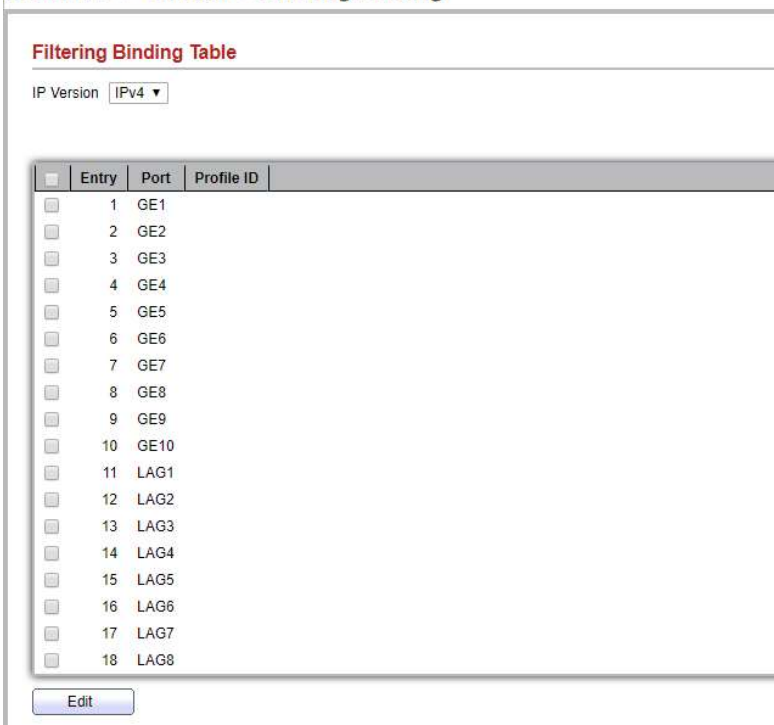 Filtering Binding Table
IP Version IPv4
Entry Port Profile ID
1 GE1
2 GE2
3 GE3
4 GE4
5 GE5
6 GE6
7 GE7
8 GE8
9 GE9
10 GE10
11 LAG1
12 LAG2
13 LAG3
14 LAG4
15 LAG5
16 LAG6
17 LAG7
18 LAG8
Edit